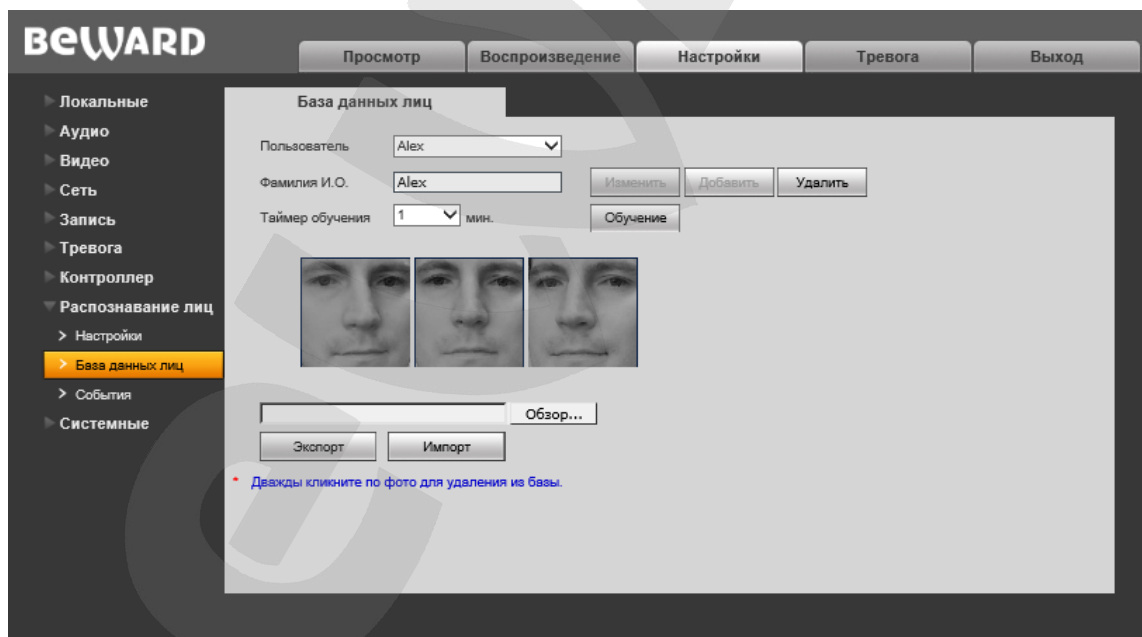 BEWARD
Просмотр Воспроизведение Настройки Тревога Выход
Локальные
Аудио
Видео
Сеть
Запись
Тревога
Контроллер
Распознавание лиц
> Настройки
> База данных лиц
> События
Системные
База данных лиц
Пользователь Alex
Фамилия И.О. Alex Изменить Добавить Удалить
Таймер обучения 1 мин. Обучение
Обзор...
Экспорт Импорт
* Дважды кликните по фото для удаления из базы.